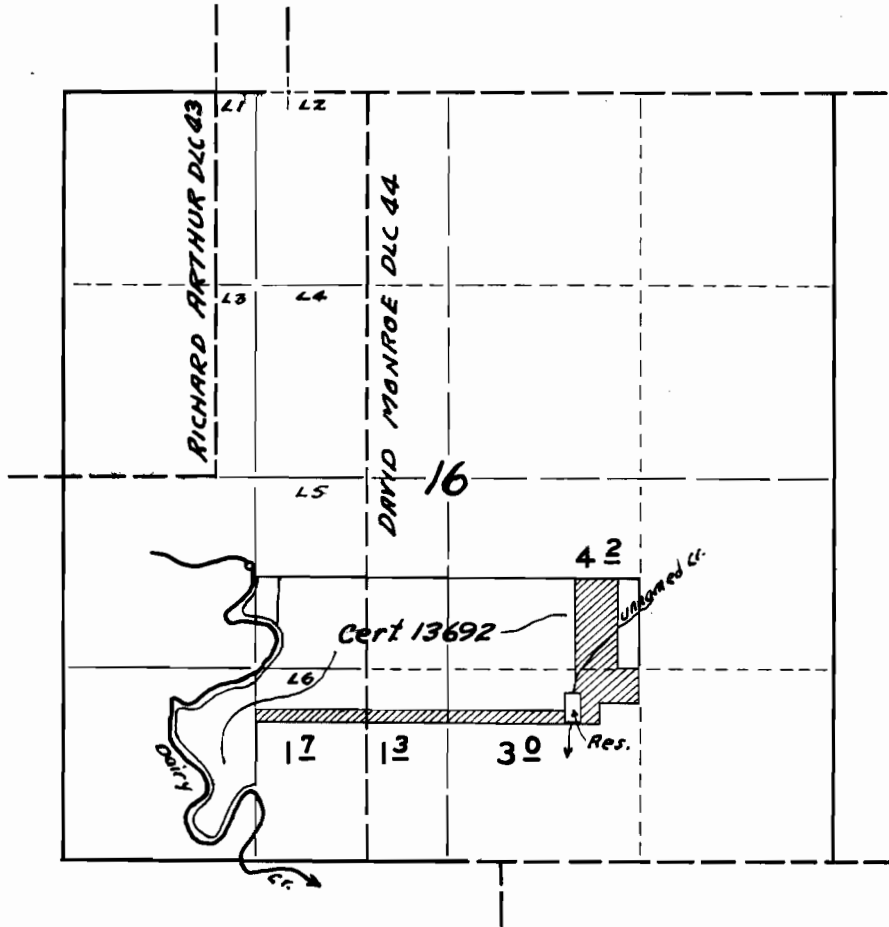 L1
L2
RICHARD ARTHUR DLC 43
DAVID MONROE DLC 44
L3
L4
16
L5
4 2
unnamed Cr.
Cert 13692
L6
1 7
1 3
3 0
Res.
Dairy
Cr.